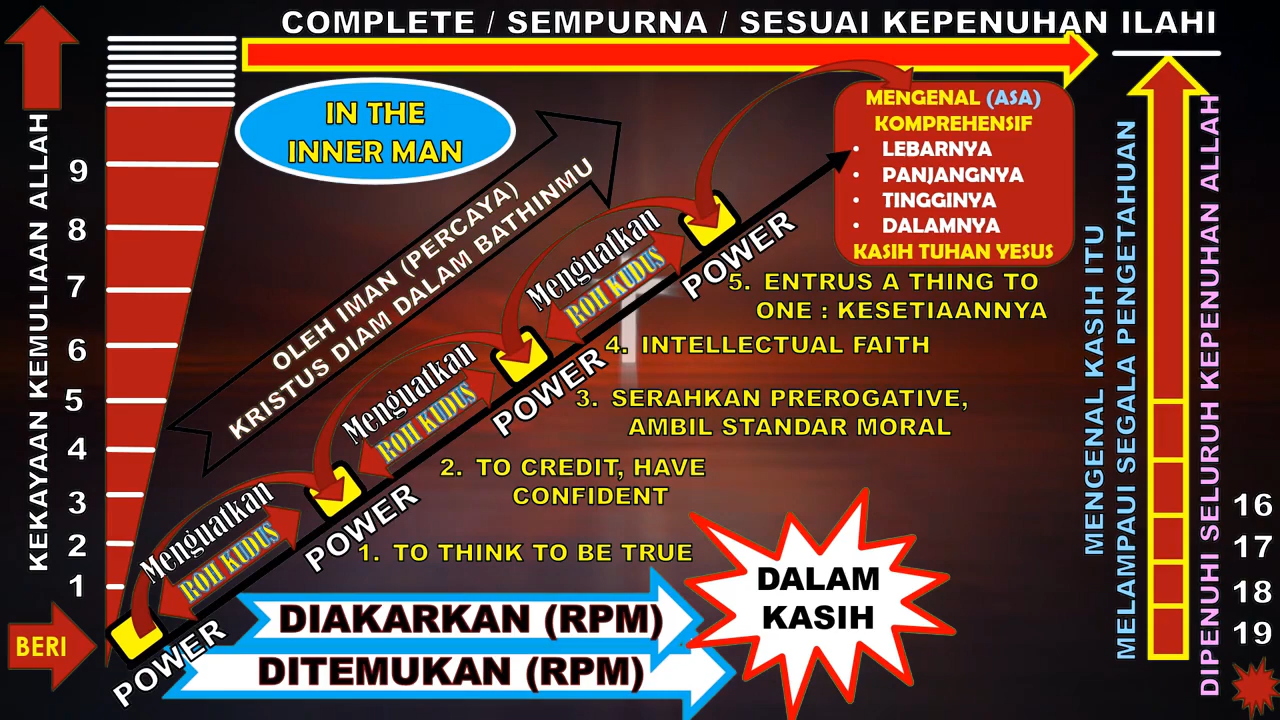 COMPLETE / SEMPURNA / SESUAI KEPENUHAN ILAHI
KEKAYAAN KEMULIAAN ALLAH
9
8
7
6
5
4
3
2
1
BERI
IN THE
INNER MAN
OLEH IMAN (PERCAYA)
KRISTUS DIAM DALAM BATHINMU
Menguatkan
ROH KUDUS
POWER
Menguatkan
ROH KUDUS
POWER
Menguatkan
ROH KUDUS
POWER
Menguatkan
ROH KUDUS
POWER
MENGENAL (ASA)
KOMPREHENSIF
• LEBARNYA
• PANJANGNYA
• TINGGINYA
• DALAMNYA
KASIH TUHAN YESUS
5. ENTRUS A THING TO
ONE : KESETIAANNYA
4. INTELLECTUAL FAITH
3. SERAHKAN PREROGATIVE,
AMBIL STANDAR MORAL
2. TO CREDIT, HAVE
CONFIDENT
1. TO THINK TO BE TRUE
DIAKARKAN (RPM)
DITEMUKAN (RPM)
DALAM
KASIH
MENGENAL KASIH ITU
MELAMPAUI SEGALA PENGETAHUAN
DIPENUHI SELURUH KEPENUHAN ALLAH
16
17
18
19